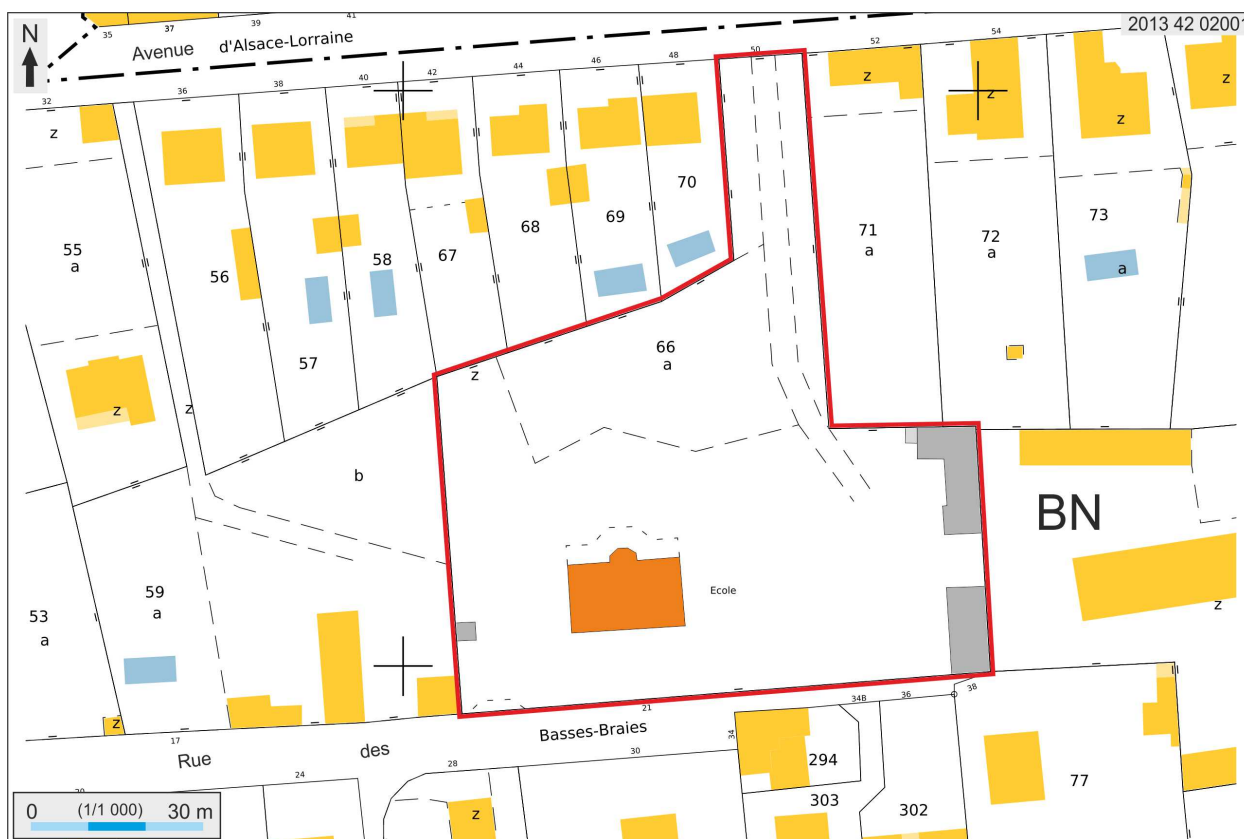 35 37 39 41
2013 42 02001
N
Avenue d'Alsace-Lorraine
32 36 38 40 42 44 46 48 50 52 54
z z z z z
55
a
56
57
58
67
68
69
70
71
a
72
a
73
a
66
a
z
z
z
b
BN
59
a
53
a
Ecole
z
z
17
21
34B 36 38
Rue des Basses-Braies
20 24 28 30 34
z
294
303
302
77
0 (1/1 000) 30 m